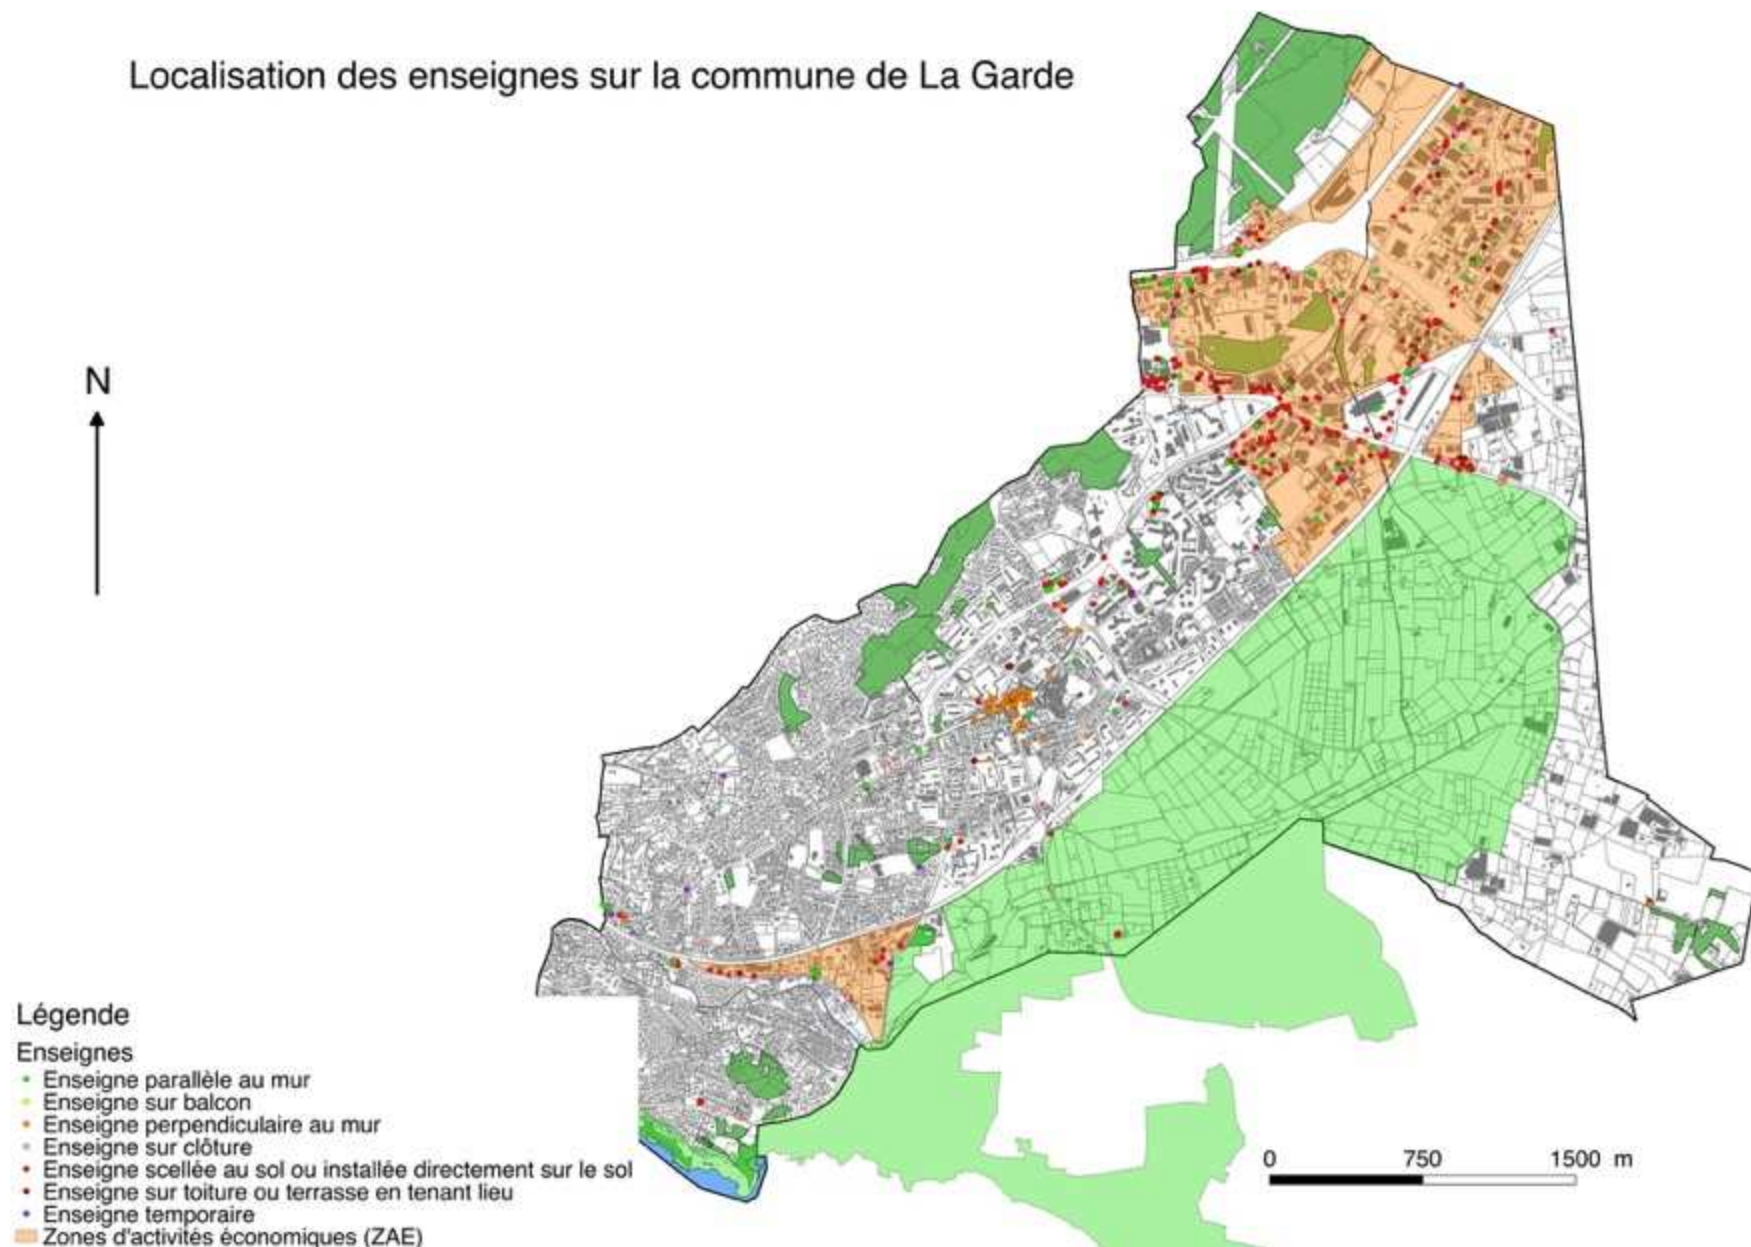 Localisation des enseignes sur la commune de La Garde
N
Légende
Enseignes
Enseigne parallèle au mur
Enseigne sur balcon
Enseigne perpendiculaire au mur
Enseigne sur clôture
Enseigne scellée au sol ou installée directement sur le sol
Enseigne sur toiture ou terrasse en tenant lieu
Enseigne temporaire
Zones d'activités économiques (ZAE)
0 750 1500 m